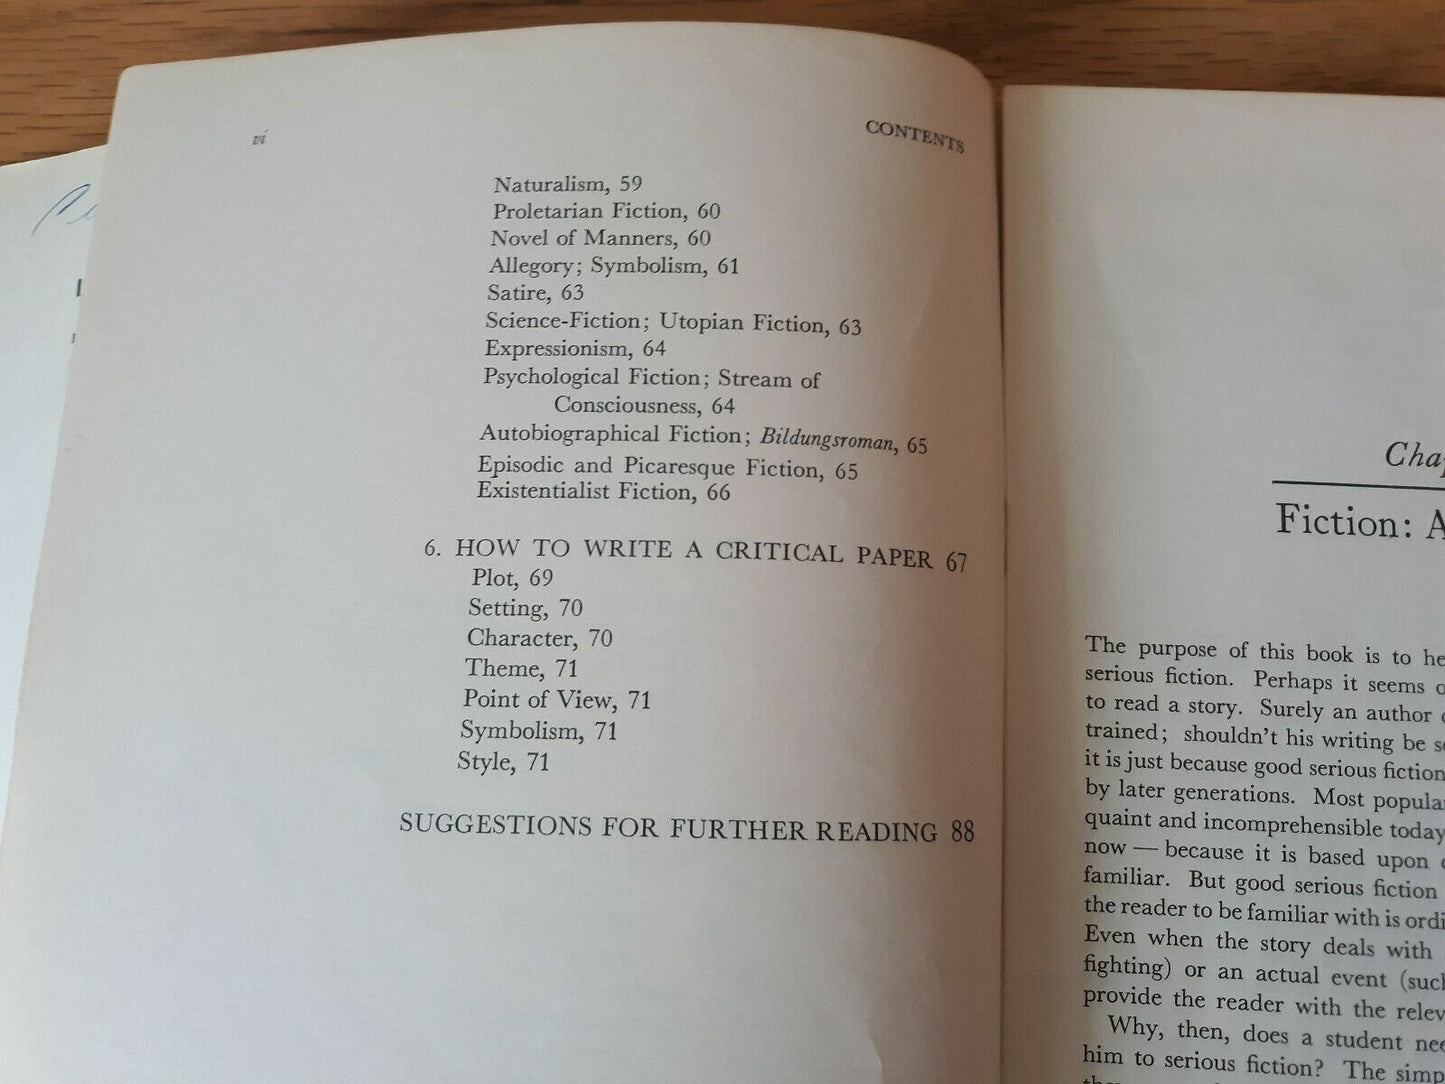 vi
CONTENTS
Naturalism, 59
Proletarian Fiction, 60
Novel of Manners, 60
Allegory; Symbolism, 61
Satire, 63
Science-Fiction; Utopian Fiction, 63
Expressionism, 64
Psychological Fiction; Stream of
Consciousness, 64
Autobiographical Fiction; Bildungsroman, 65
Episodic and Picaresque Fiction, 65
Existentialist Fiction, 66
6. HOW TO WRITE A CRITICAL PAPER 67
Plot, 69
Setting, 70
Character, 70
Theme, 71
Point of View, 71
Symbolism, 71
Style, 71
SUGGESTIONS FOR FURTHER READING 88
Fiction:
The purpose of this book is to
serious fiction. Perhaps it seems
to read a story. Surely an author
trained; shouldn't his writing be
it is just because good serious fiction
by later generations. Most
quaint and incomprehensible today
now — because it is based upon
familiar. But good serious fiction
the reader to be familiar with is
Even when the story deals with
fighting) or an actual event
provide the reader with the
Why, then, does a student
him to serious fiction? The